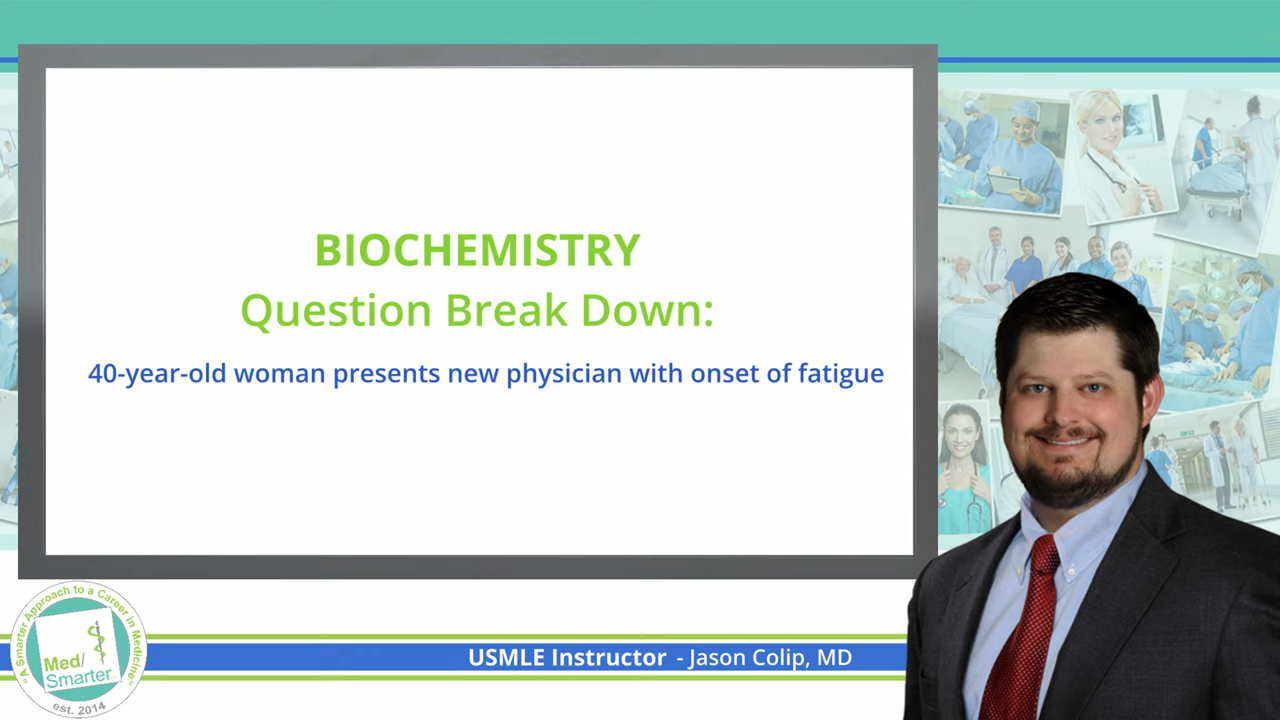 BIOCHEMISTRY
Question Break Down:
40-year-old woman presents new physician with onset of fatigue
"A Smarter Approach to a Career in Medicine"
Med/
Smarter
est. 2014
USMLE Instructor - Jason Colip, MD